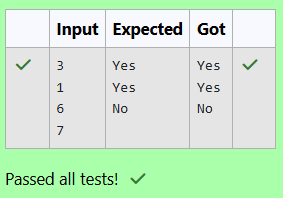 Input Expected Got
3 Yes Yes
1 Yes Yes
6 No No
7
Passed all tests!